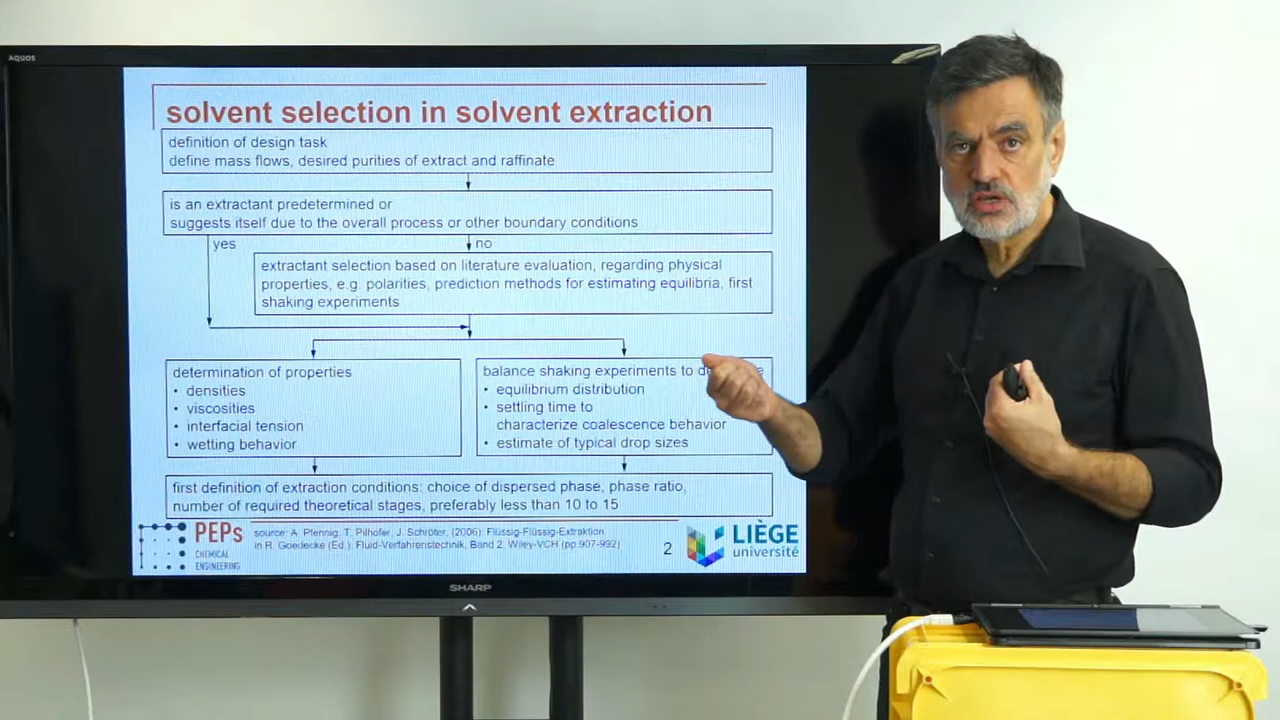 AQUOS
solvent selection in solvent extraction
definition of design task
define mass flows, desired purities of extract and raffinate
is an extractant predetermined or
suggests itself due to the overall process or other boundary conditions
yes
no
extractant selection based on literature evaluation, regarding physical
properties, e.g. polarities, prediction methods for estimating equilibria, first
shaking experiments
determination of properties
• densities
• viscosities
• interfacial tension
• wetting behavior
balance shaking experiments to
• equilibrium distribution
• settling time to
characterize coalescence behavior
• estimate of typical drop sizes
first definition of extraction conditions: choice of dispersed phase, phase ratio,
number of required theoretical stages, preferably less than 10 to 15
PEPs
CHEMICAL
ENGINEERING
source: A. Pfennig, T. Pilhofer, J. Schröter, (2006): Flüssig-Flüssig-Extraktion.
in R. Goedecke (Ed.): Fluid-Verfahrenstechnik, Band 2, Wiley-VCH (pp.907-992)
2
LIÈGE
université
SHARP